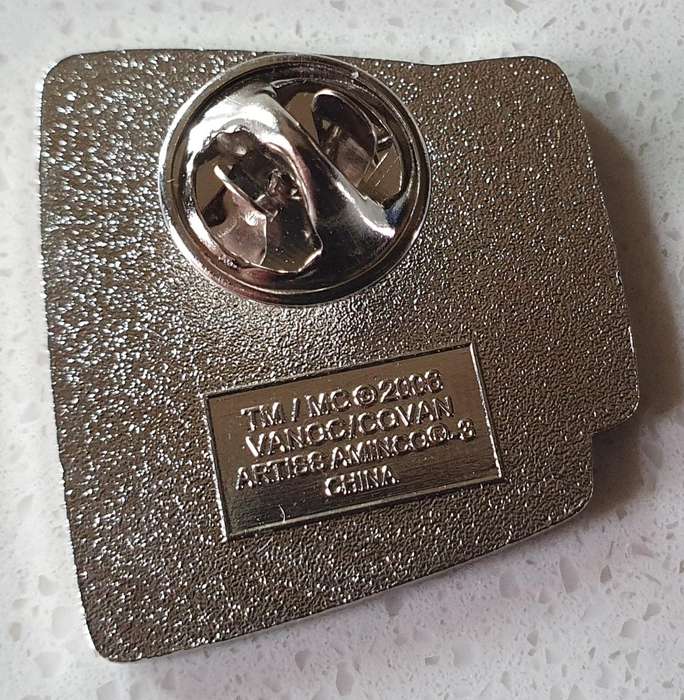 TM / MC © 2008
VANOC/COVAN
ARTISS AMINCO®-3
CHINA